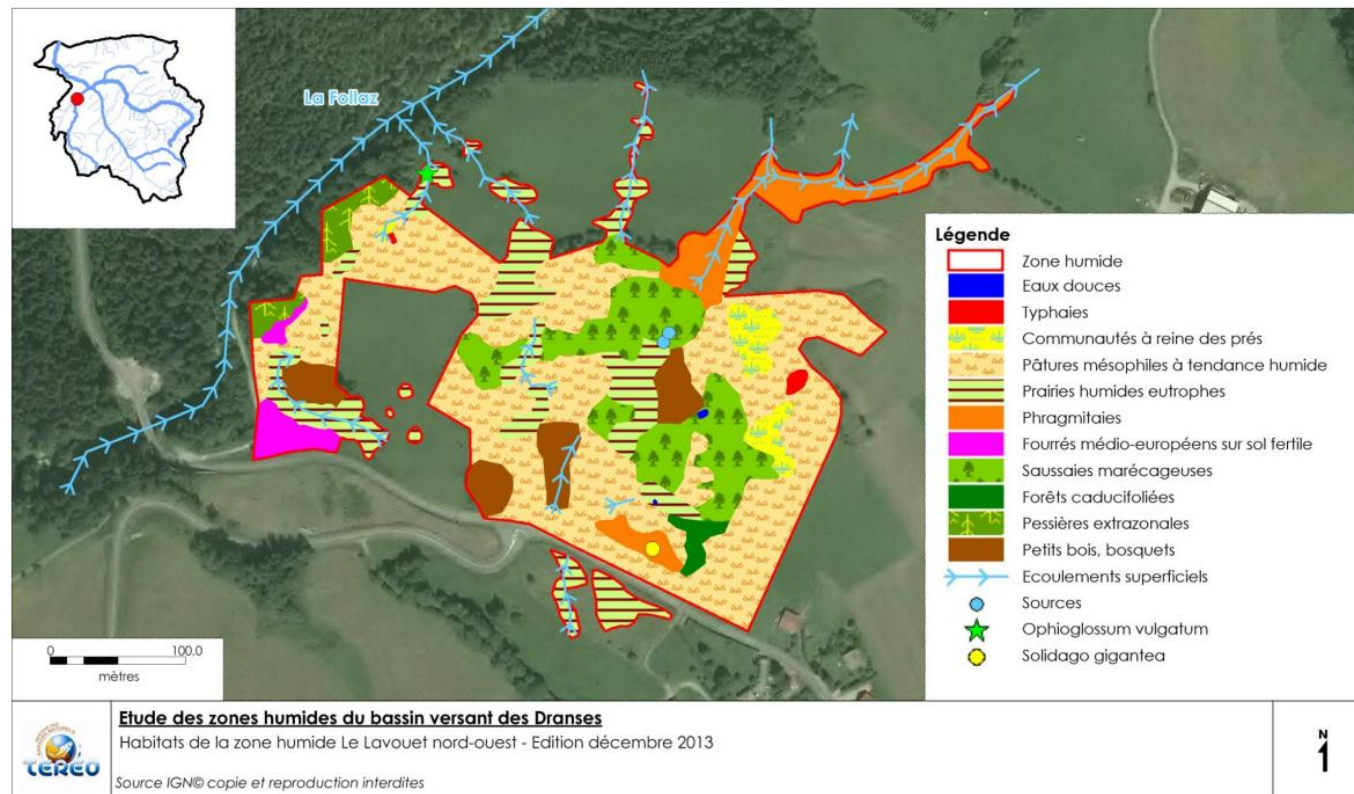 La Follaz
Légende
Zone humide
Eaux douces
Typhaies
Communautés à reine des prés
Pâtures mésophiles à tendance humide
Prairies humides eutrophes
Phragmitaies
Fourrés médio-européens sur sol fertile
Saussaies marécageuses
Forêts caducifoliées
Pessières extrazonales
Petits bois, bosquets
Ecoulements superficiels
Sources
Ophioglossum vulgatum
Solidago gigantea
0 100,0
mètres
TEREO
Etude des zones humides du bassin versant des Dranses
Habitats de la zone humide Le Lavouet nord-ouest - Edition décembre 2013
Source IGN© copie et reproduction interdites
N
1